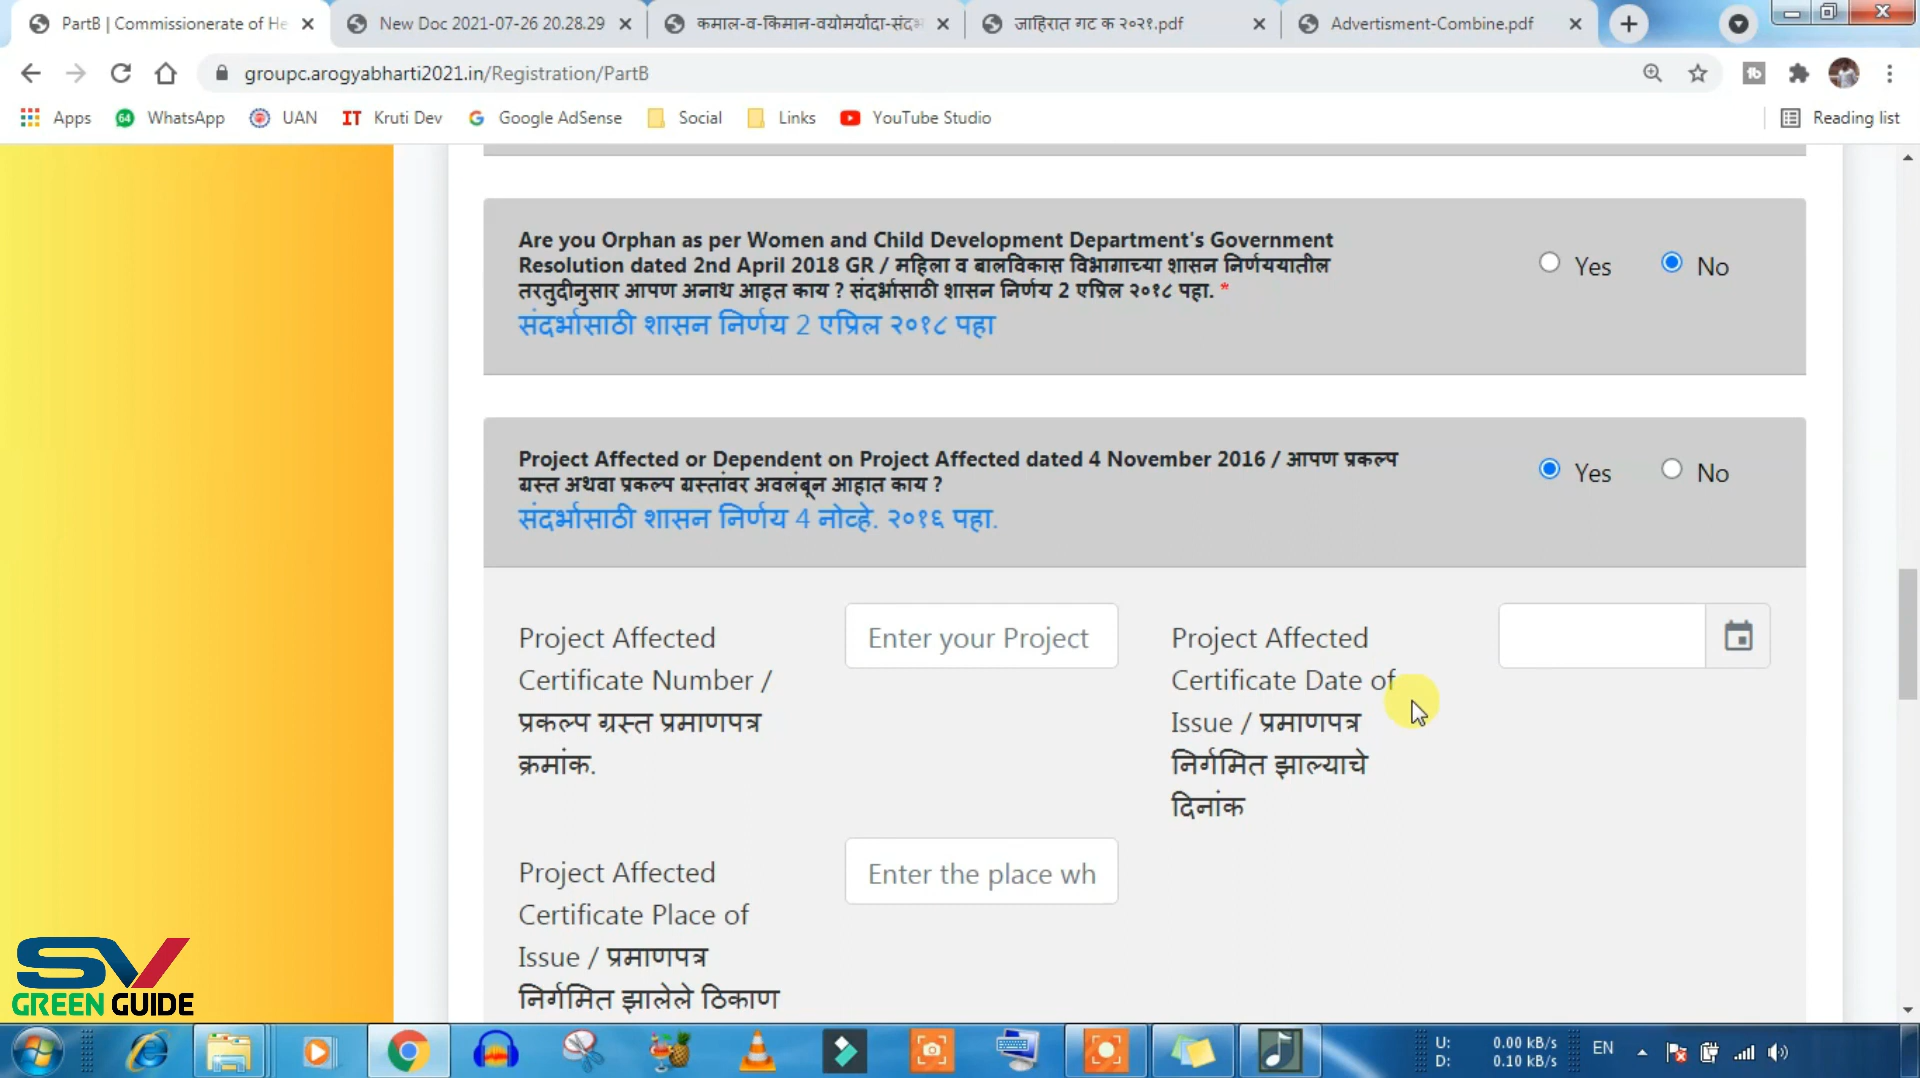 PartB | Commissionerate of He
New Doc 2021-07-26 20.28.29
कमाल-व-किमान-वयोमर्यादा-संदभ
जाहिरात गट क २०२१.pdf
Advertisment-Combine.pdf
groupc.arogyabharti2021.in/Registration/PartB
Apps
64
WhatsApp
UAN
IT Kruti Dev
Google AdSense
Social
Links
YouTube Studio
Reading list
Are you Orphan as per Women and Child Development Department's Government
Resolution dated 2nd April 2018 GR / महिला व बालविकास विभागाच्या शासन निर्णययातील
तरतुदीनुसार आपण अनाथ आहत काय ? संदर्भासाठी शासन निर्णय 2 एप्रिल २०१८ पहा. *
संदर्भासाठी शासन निर्णय 2 एप्रिल २०१८ पहा
Yes
No
Project Affected or Dependent on Project Affected dated 4 November 2016 / आपण प्रकल्प
ग्रस्त अथवा प्रकल्प ग्रस्तांवर अवलंबून आहात काय ?
संदर्भासाठी शासन निर्णय 4 नोव्हे. २०१६ पहा.
Yes
No
Project Affected
Certificate Number /
प्रकल्प ग्रस्त प्रमाणपत्र
क्रमांक.
Enter your Project
Project Affected
Certificate Date of
Issue / प्रमाणपत्र
निर्गमित झाल्याचे
दिनांक
Project Affected
Certificate Place of
Issue / प्रमाणपत्र
निर्गमित झालेले ठिकाण
Enter the place wh
SV
GREEN GUIDE
U: 0.00 kB/s
D: 0.10 kB/s
EN